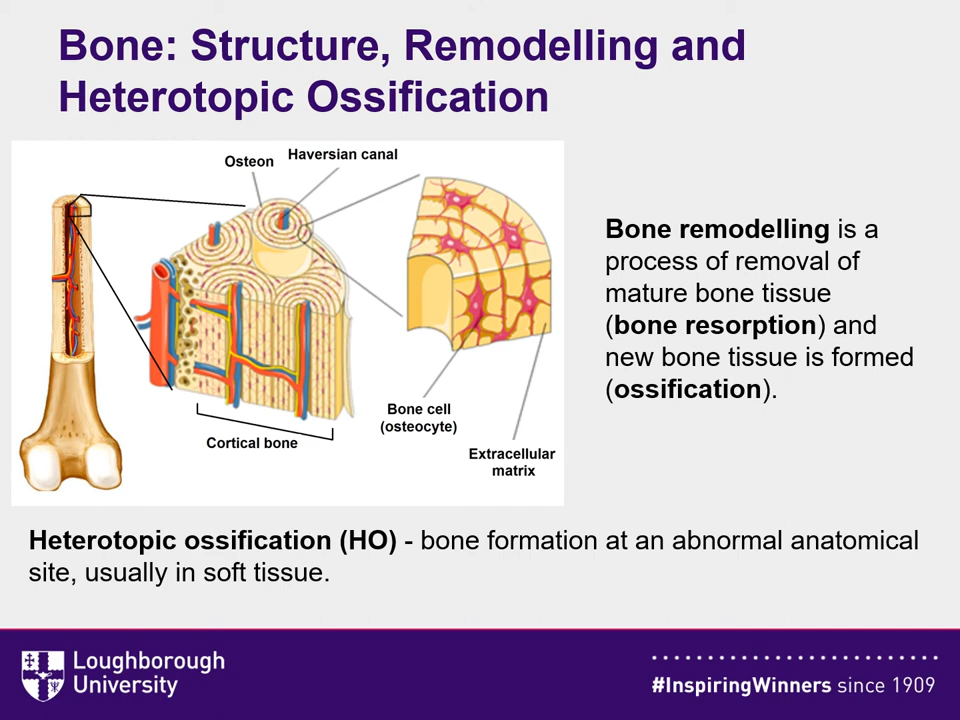 Bone: Structure, Remodelling and
Heterotopic Ossification
Osteon
Haversian canal
Bone cell
(osteocyte)
Extracellular
matrix
Cortical bone
Bone remodelling is a
process of removal of
mature bone tissue
(bone resorption) and
new bone tissue is formed
(ossification).
Heterotopic ossification (HO) - bone formation at an abnormal anatomical
site, usually in soft tissue.
Loughborough
University
#InspiringWinners since 1909